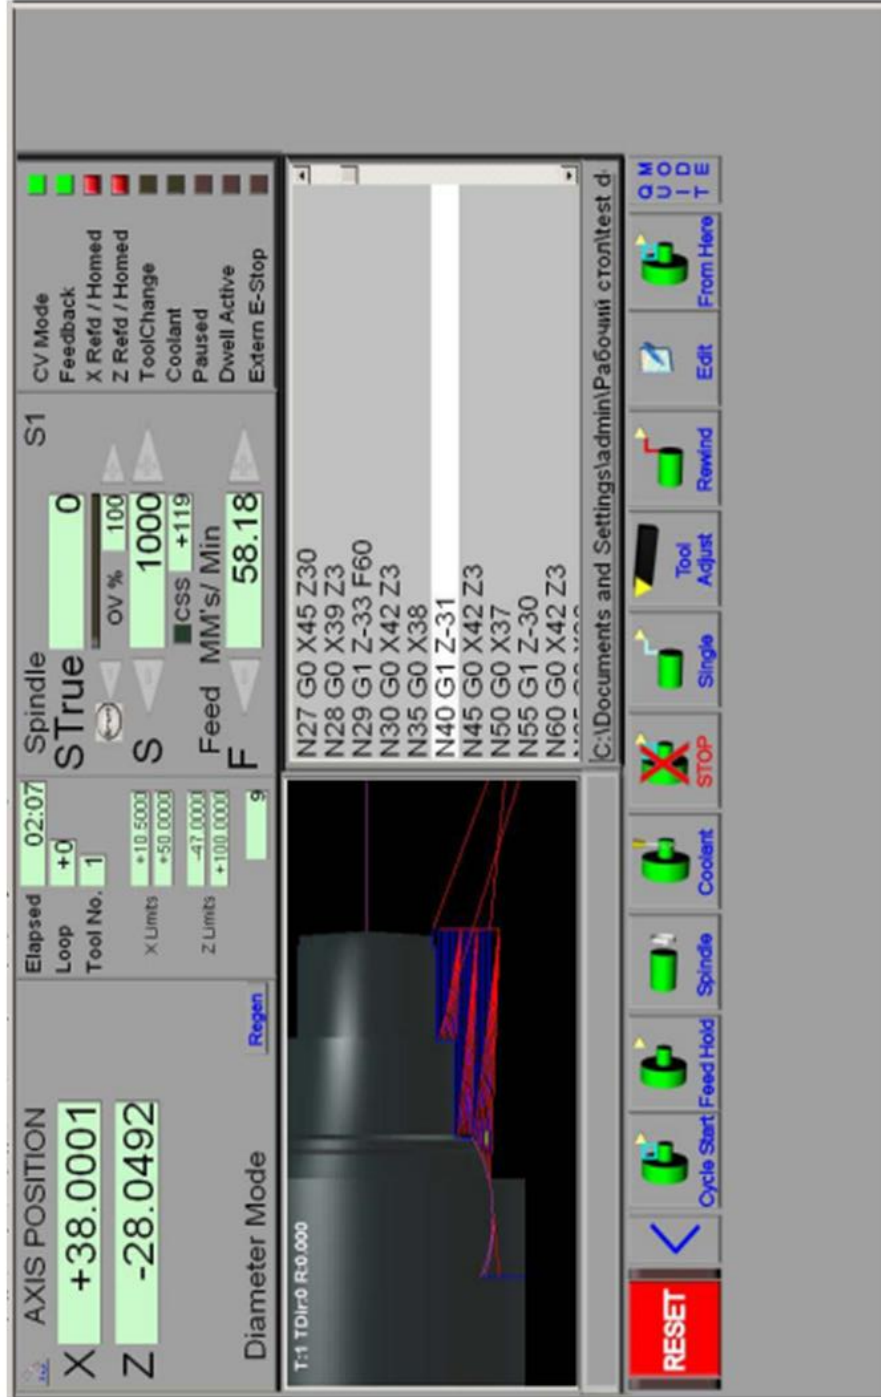 AXIS POSITION
X +38.0001
Z -28.0492
Diameter Mode
Regen
Elapsed 02:07
Loop +0
Tool No. 1
X Limits +10.5000
+50.0000
Z Limits -47.0000
+100.0000
9
Spindle S1
STrue 0
OV % 100
S 1000
CSS +119
Feed MM's/ Min
F 58.18
CV Mode
Feedback
X Refd / Homed
Z Refd / Homed
ToolChange
Coolant
Paused
Dwell Active
Extern E-Stop
T:1 TDir:0 R:0.000
N27 G0 X45 Z30
N28 G0 X39 Z3
N29 G1 Z-33 F60
N30 G0 X42 Z3
N35 G0 X38
N40 G1 Z-31
N45 G0 X42 Z3
N50 G0 X37
N55 G1 Z-30
N60 G0 X42 Z3
C:\Documents and Settings\admin\Рабочий стол\test d
RESET
Cycle Start
Feed Hold
Spindle
Coolant
STOP
Single
Tool
Adjust
Rewind
Edit
From Here
QUIT
MODE